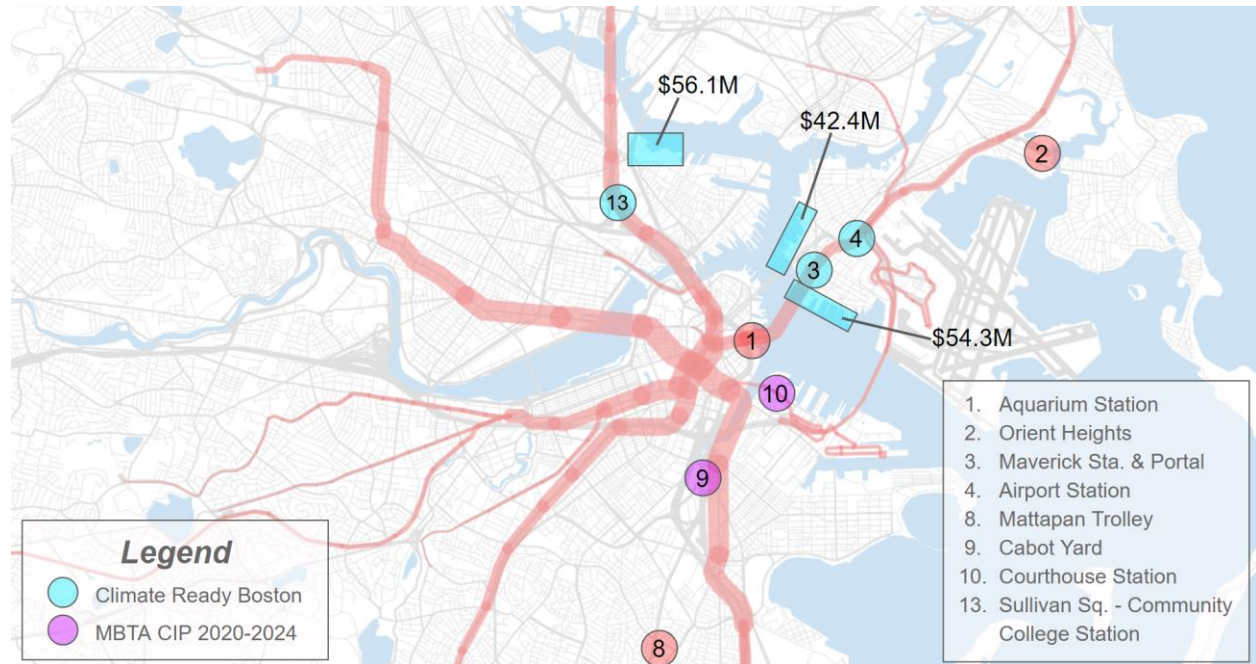 $56.1M
$42.4M
2
13
4
3
1
$54.3M
10
9
8
1. Aquarium Station
2. Orient Heights
3. Maverick Sta. & Portal
4. Airport Station
8. Mattapan Trolley
9. Cabot Yard
10. Courthouse Station
13. Sullivan Sq. - Community
College Station
Legend
Climate Ready Boston
MBTA CIP 2020-2024